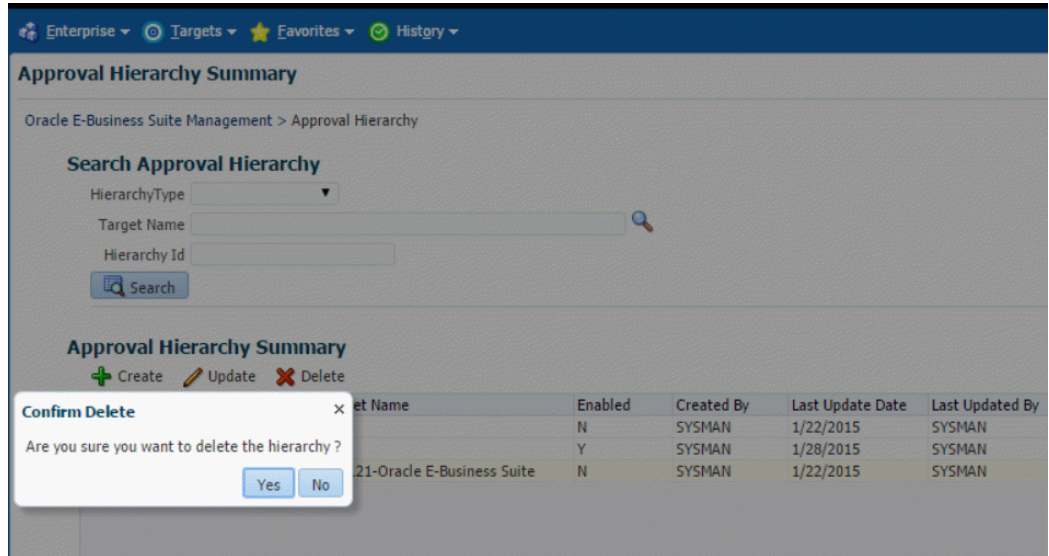 Enterprise Targets Favorites History
Approval Hierarchy Summary
Oracle E-Business Suite Management > Approval Hierarchy
Search Approval Hierarchy
HierarchyType
Target Name
Hierarchy Id
Search
Approval Hierarchy Summary
Create Update Delete
et Name Enabled Created By Last Update Date Last Updated By
N SYSMAN 1/22/2015 SYSMAN
Y SYSMAN 1/28/2015 SYSMAN
21-Oracle E-Business Suite N SYSMAN 1/22/2015 SYSMAN
Confirm Delete
Are you sure you want to delete the hierarchy ?
Yes No